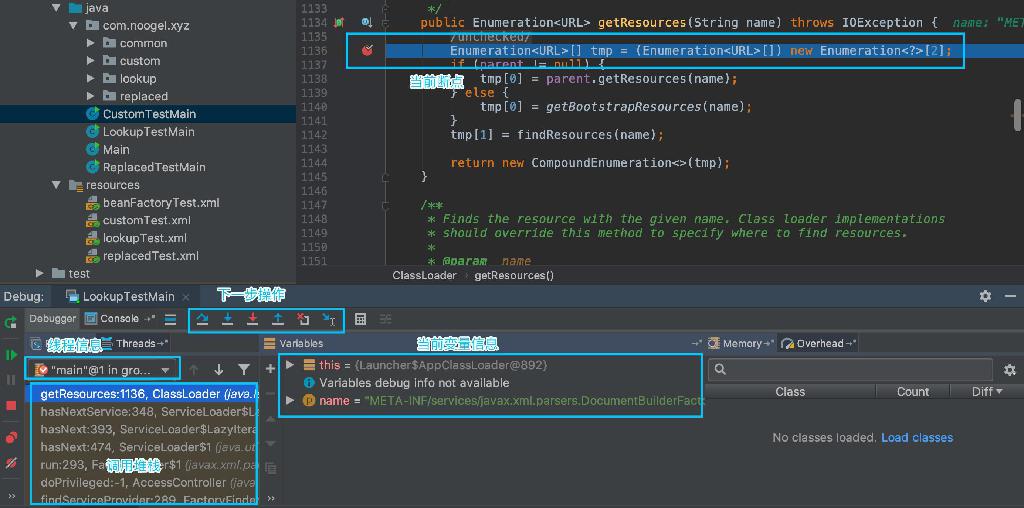 java
com.noogel.xyz
common
custom
lookup
replaced
CustomTestMain
LookupTestMain
Main
ReplacedTestMain
resources
beanFactoryTest.xml
customTest.xml
lookupTest.xml
replacedTest.xml
test
1133 */
1134 public Enumeration<URL> getResources(String name) throws IOException { name: "MET
1135 /unchecked/
1136 Enumeration<URL>[] tmp = (Enumeration<URL>[]) new Enumeration<?>[2];
1137 if (parent != null) {
当前断点
1138 tmp[0] = parent.getResources(name);
1139 } else {
1140 tmp[0] = getBootstrapResources(name);
1141 }
1142 tmp[1] = findResources(name);
1143
1144 return new CompoundEnumeration<>(tmp);
1145 }
1146
1147 /**
1148 * Finds the resource with the given name. Class loader implementations
1149 * should override this method to specify where to find resources.
1150 *
1151 * @param name
ClassLoader › getResources()
Debug: LookupTestMain ×
下一步操作
Debugger Console
线程信息
Threads
"main"@1 in gro...
getResources:1136, ClassLoader (java.l
hasNextService:348, ServiceLoader$La
hasNext:393, ServiceLoader$LazyItera
hasNext:474, ServiceLoader$1 (java.ut
run:293, Fa er$1 (javax.xml.pa
调用堆栈
doPrivileged:-1, AccessController (java
findServiceProvider:289, FactoryFinde
Variables
当前变量信息
this = {Launcher$AppClassLoader@892}
Variables debug info not available
name = "META-INF/services/javax.xml.parsers.DocumentBuilderFact
Memory Overhead
Class Count Diff
No classes loaded. Load classes